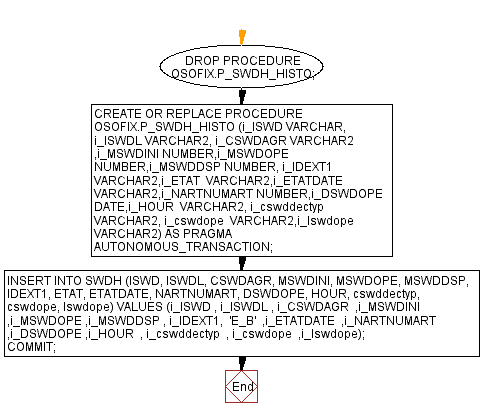 DROP PROCEDURE
OSOFIX.P_SWDH_HISTO;
CREATE OR REPLACE PROCEDURE
OSOFIX.P_SWDH_HISTO (i_ISWD VARCHAR,
i_ISWDL VARCHAR2, i_CSWDAGR VARCHAR2
,i_MSWDINI NUMBER,i_MSWDOPE
NUMBER,i_MSWDDSP NUMBER, i_IDEXT1
VARCHAR2,i_ETAT VARCHAR2,i_ETATDATE
VARCHAR2,i_NARTNUMART NUMBER,i_DSWDOPE
DATE,i_HOUR VARCHAR2, i_cswddectyp
VARCHAR2, i_cswdope VARCHAR2,i_lswdope
VARCHAR2) AS PRAGMA
AUTONOMOUS_TRANSACTION;
INSERT INTO SWDH (ISWD, ISWDL, CSWDAGR, MSWDINI, MSWDOPE, MSWDDSP,
IDEXT1, ETAT, ETATDATE, NARTNUMART, DSWDOPE, HOUR, cswddectyp,
cswdope, lswdope) VALUES (i_ISWD , i_ISWDL , i_CSWDAGR ,i_MSWDINI
,i_MSWDOPE ,i_MSWDDSP , i_IDEXT1, 'E_B' ,i_ETATDATE ,i_NARTNUMART
,i_DSWDOPE ,i_HOUR , i_cswddectyp , i_cswdope ,i_lswdope);
COMMIT;
End